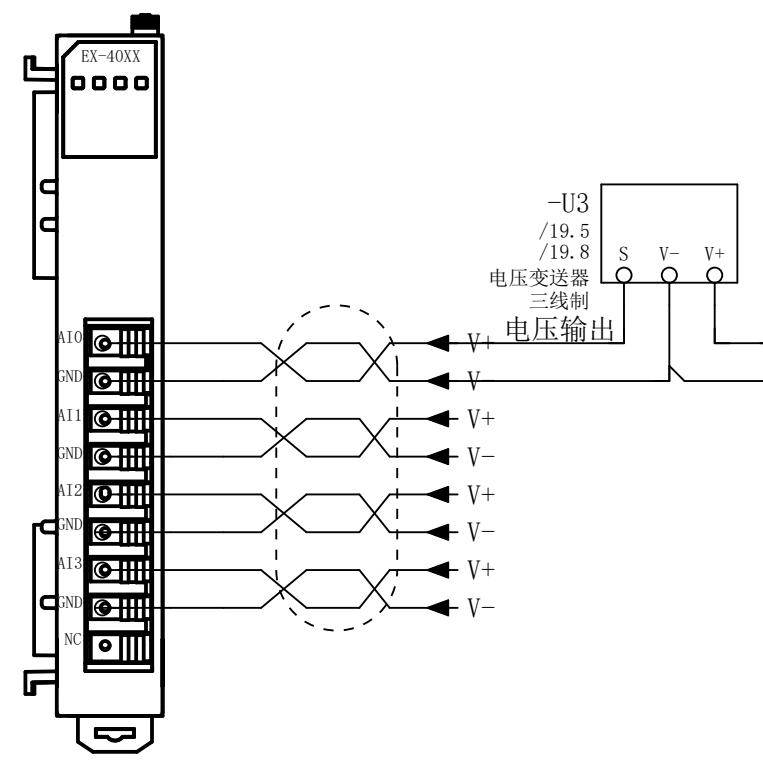 EX-40XX
-U3
/19.5
/19.8
电压变送器
三线制
电压输出
S V- V+
AI0
GND
AI1
GND
AI2
GND
AI3
GND
NC
V+
V-
V+
V-
V+
V-
V+
V-